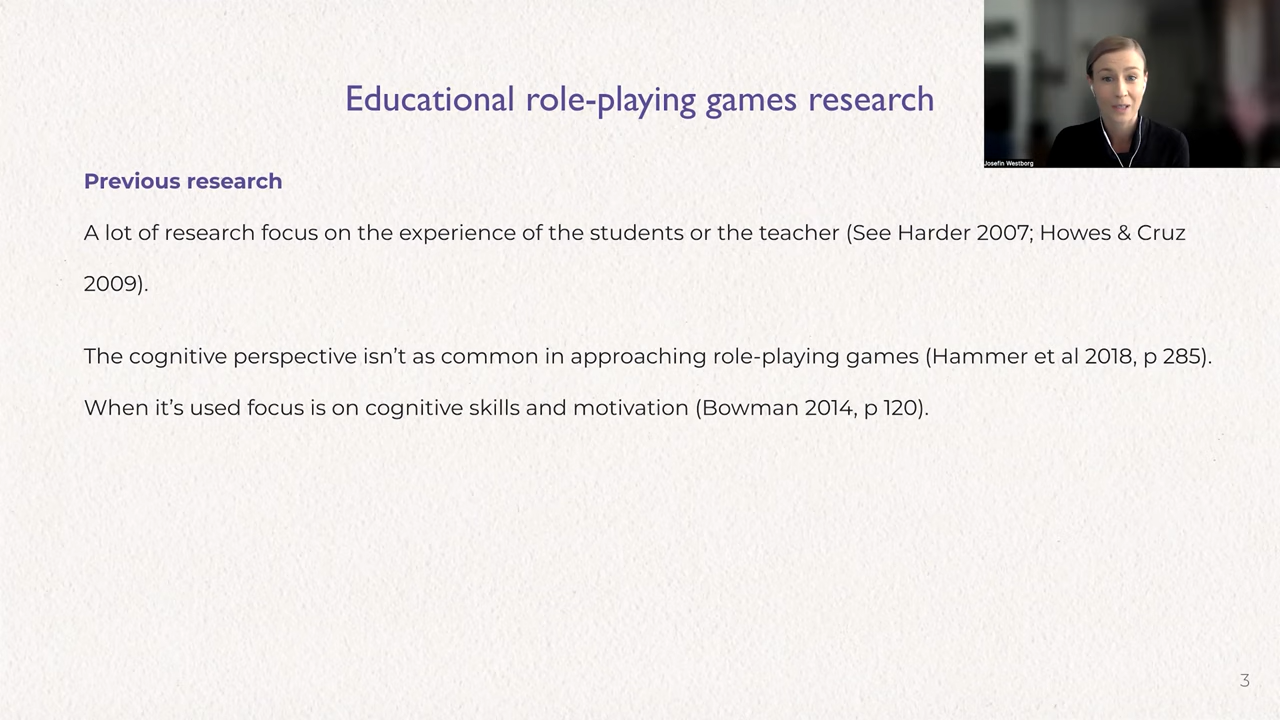 Educational role-playing games research
Josefin Westborg
Previous research
A lot of research focus on the experience of the students or the teacher (See Harder 2007; Howes & Cruz
2009).
The cognitive perspective isn’t as common in approaching role-playing games (Hammer et al 2018, p 285).
When it’s used focus is on cognitive skills and motivation (Bowman 2014, p 120).
3